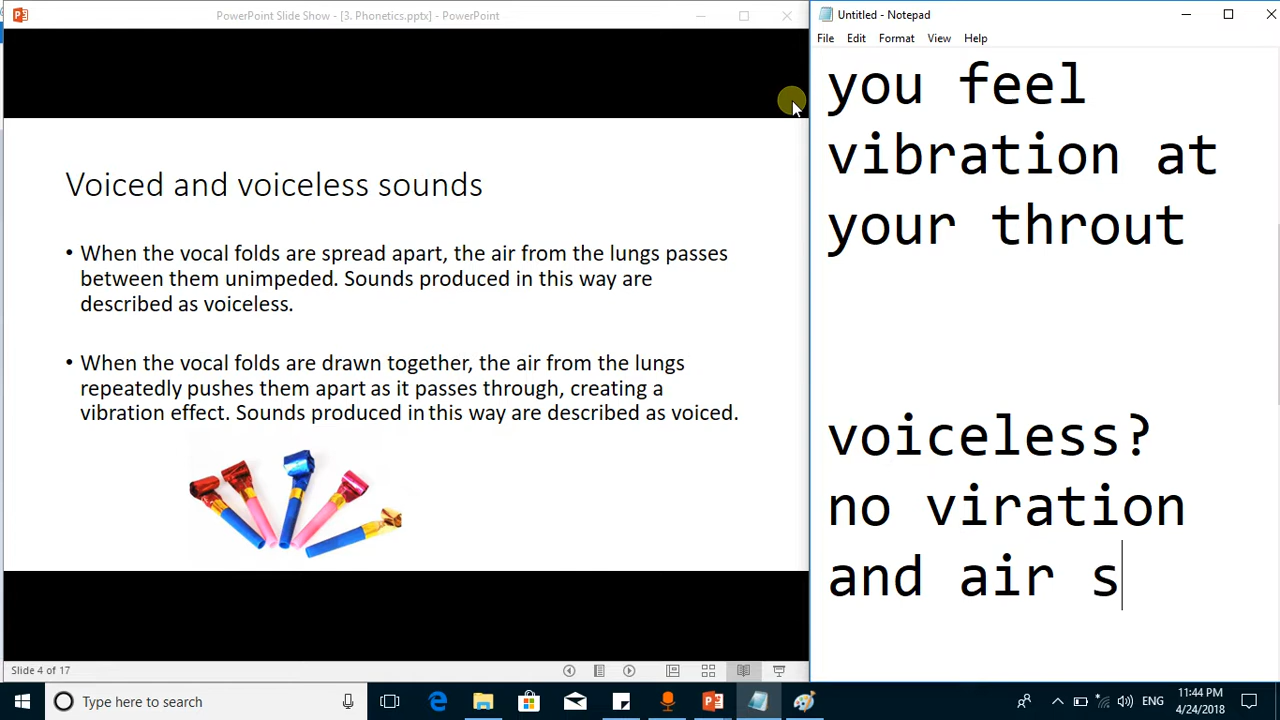 PowerPoint Slide Show - [3. Phonetics.pptx] - PowerPoint
Voiced and voiceless sounds
• When the vocal folds are spread apart, the air from the lungs passes
between them unimpeded. Sounds produced in this way are
described as voiceless.
• When the vocal folds are drawn together, the air from the lungs
repeatedly pushes them apart as it passes through, creating a
vibration effect. Sounds produced in this way are described as voiced.
Slide 4 of 17
Untitled - Notepad
File Edit Format View Help
you feel
vibration at
your throut
voiceless?
no viration
and air s
Type here to search
ENG
11:44 PM
4/24/2018